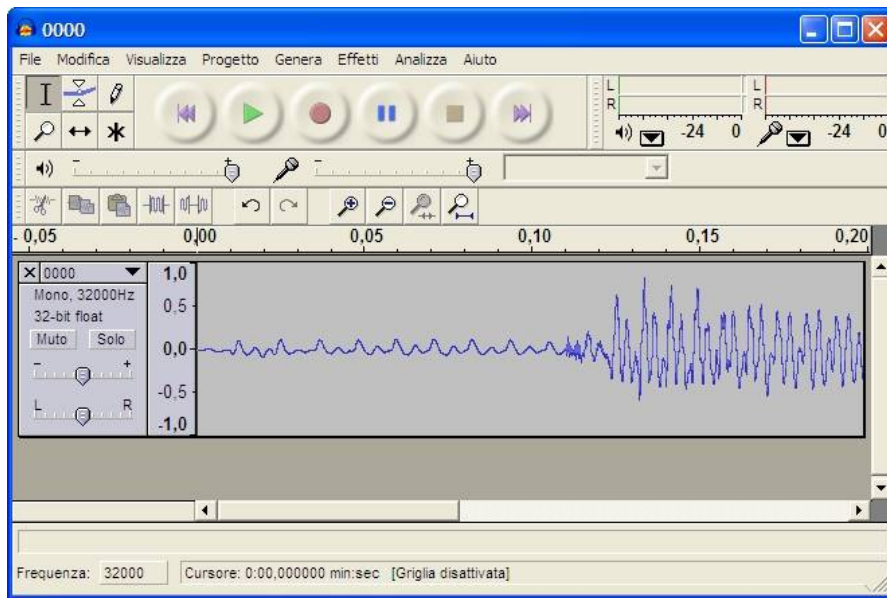 0000
File Modifica Visualizza Progetto Genera Effetti Analizza Aiuto
L
R
-24 0
L
R
-24 0
- +
- +
- 0,05 0,00 0,05 0,10 0,15 0,20
X 0000
Mono, 32000Hz
32-bit float
Muto Solo
- +
L R
1,0
0,5
0,0
-0,5
-1,0
Frequenza: 32000 Cursore: 0:00,000000 min:sec [Griglia disattivata]